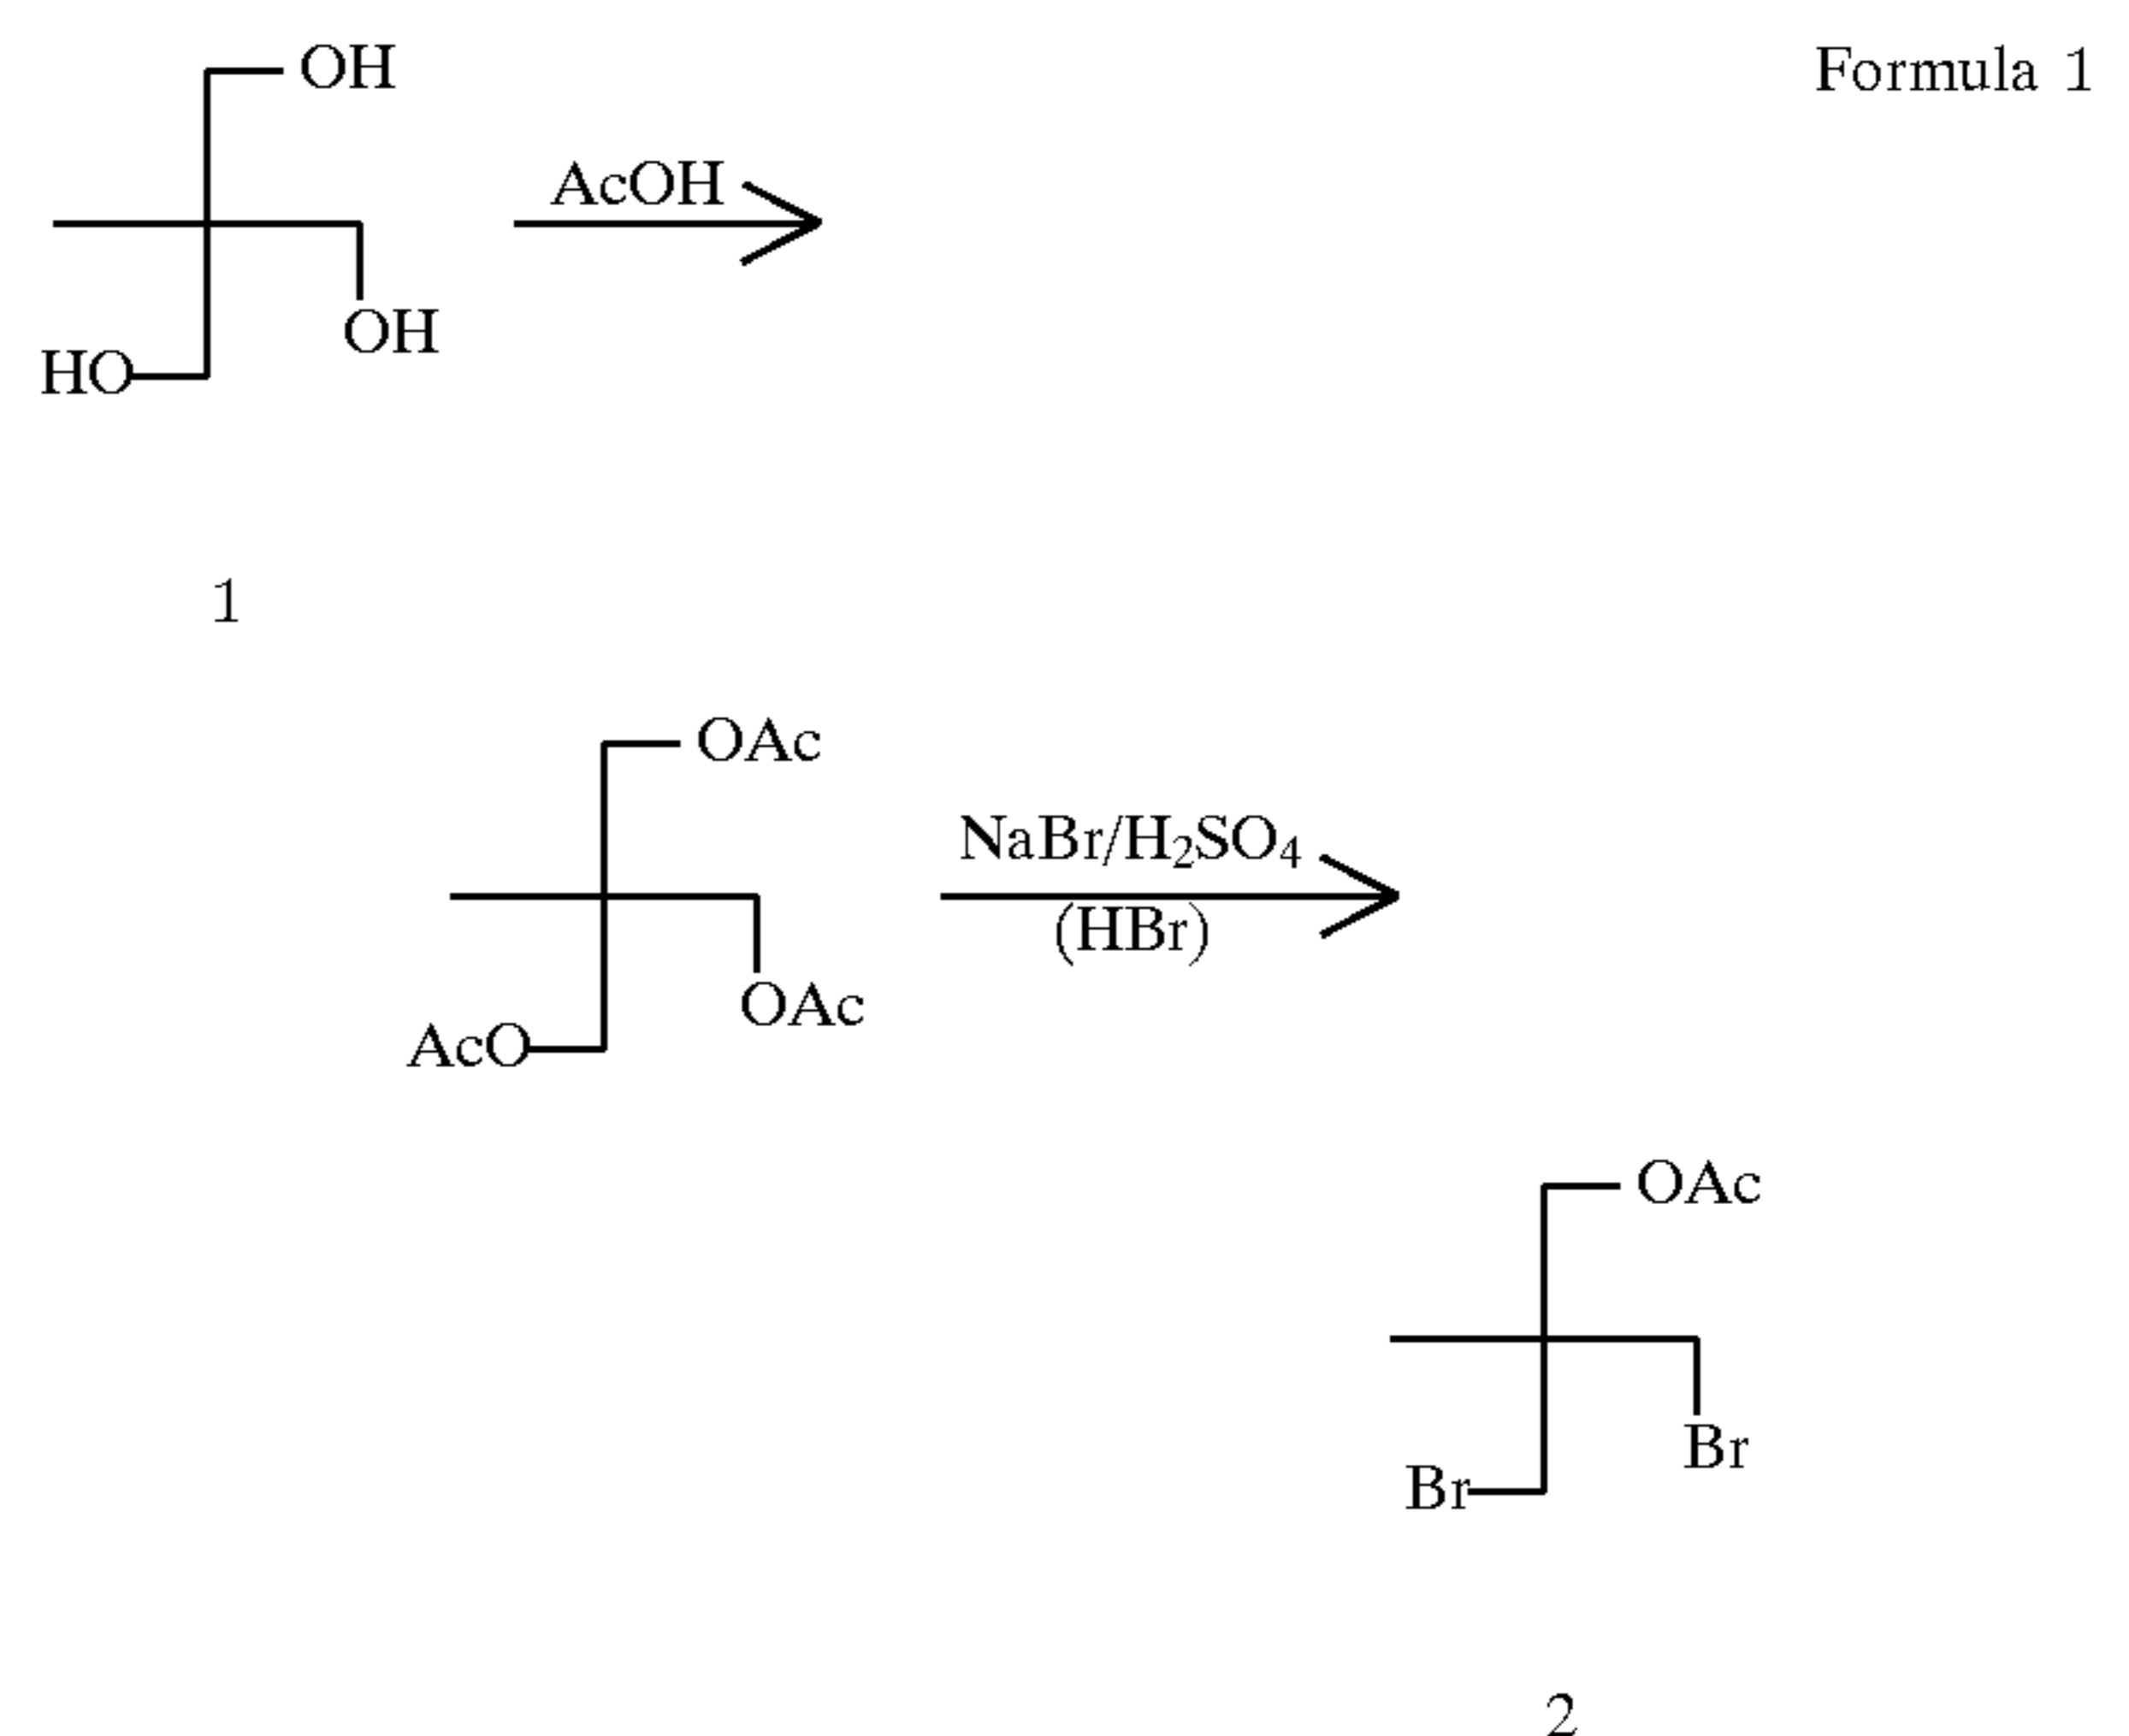 OH
Formula 1
AcOH
OH
HO
1
OAc
NaBr/H₂SO₄
(HBr)
OAc
AcO
OAc
Br
Br
2